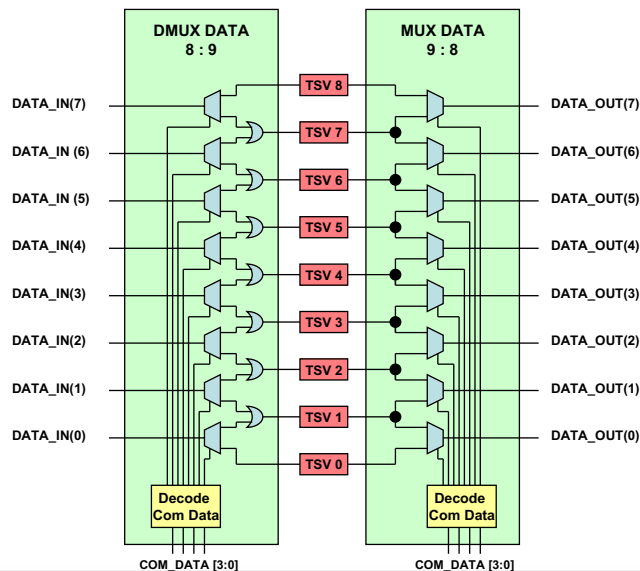 DMUX DATA
8 : 9
MUX DATA
9 : 8
TSV 8
DATA_IN(7)
DATA_OUT(7)
TSV 7
DATA_IN (6)
DATA_OUT(6)
TSV 6
DATA_IN (5)
DATA_OUT(5)
TSV 5
DATA_IN(4)
DATA_OUT(4)
TSV 4
DATA_IN(3)
DATA_OUT(3)
TSV 3
DATA_IN(2)
DATA_OUT(2)
TSV 2
DATA_IN(1)
DATA_OUT(1)
TSV 1
DATA_IN(0)
DATA_OUT(0)
TSV 0
Decode
Com Data
Decode
Com Data
COM_DATA [3:0]
COM_DATA [3:0]